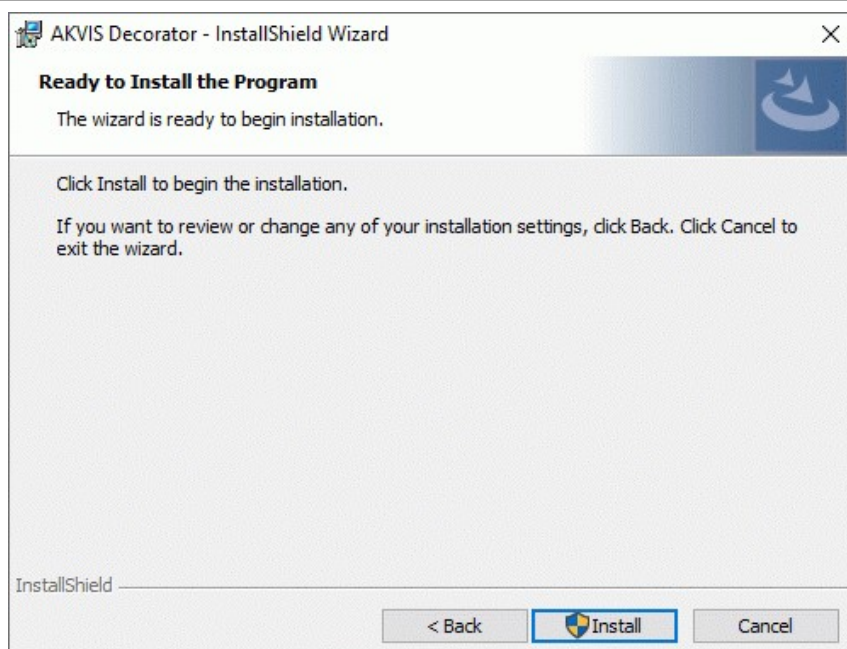 AKVIS Decorator - InstallShield Wizard
Ready to Install the Program
The wizard is ready to begin installation.
Click Install to begin the installation.
If you want to review or change any of your installation settings, click Back. Click Cancel to
exit the wizard.
InstallShield
< Back
Install
Cancel